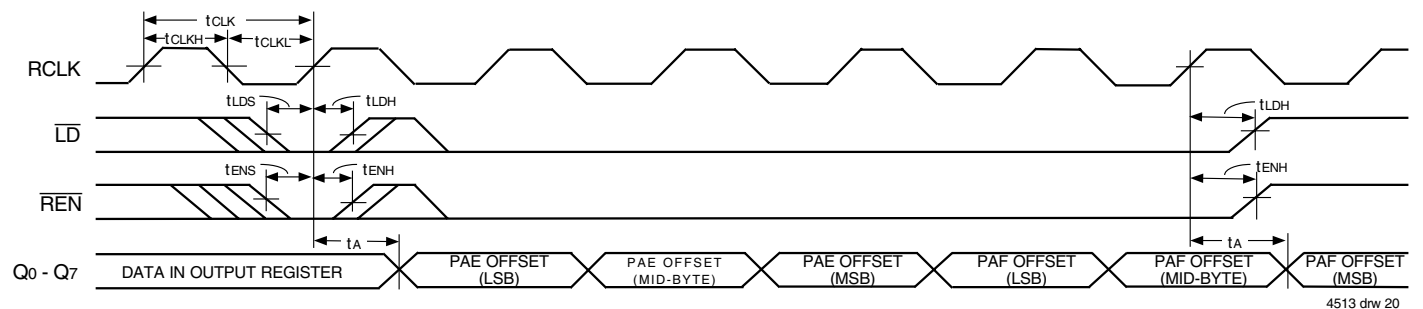 tCLK
tCLKH
tCLKL
RCLK
tLDS
tLDH
tLDH
LD
tENS
tENH
tENH
REN
tA
tA
Q0 - Q7
DATA IN OUTPUT REGISTER
PAE OFFSET
(LSB)
PAE OFFSET
(MID-BYTE)
PAE OFFSET
(MSB)
PAF OFFSET
(LSB)
PAF OFFSET
(MID-BYTE)
PAF OFFSET
(MSB)
4513 drw 20